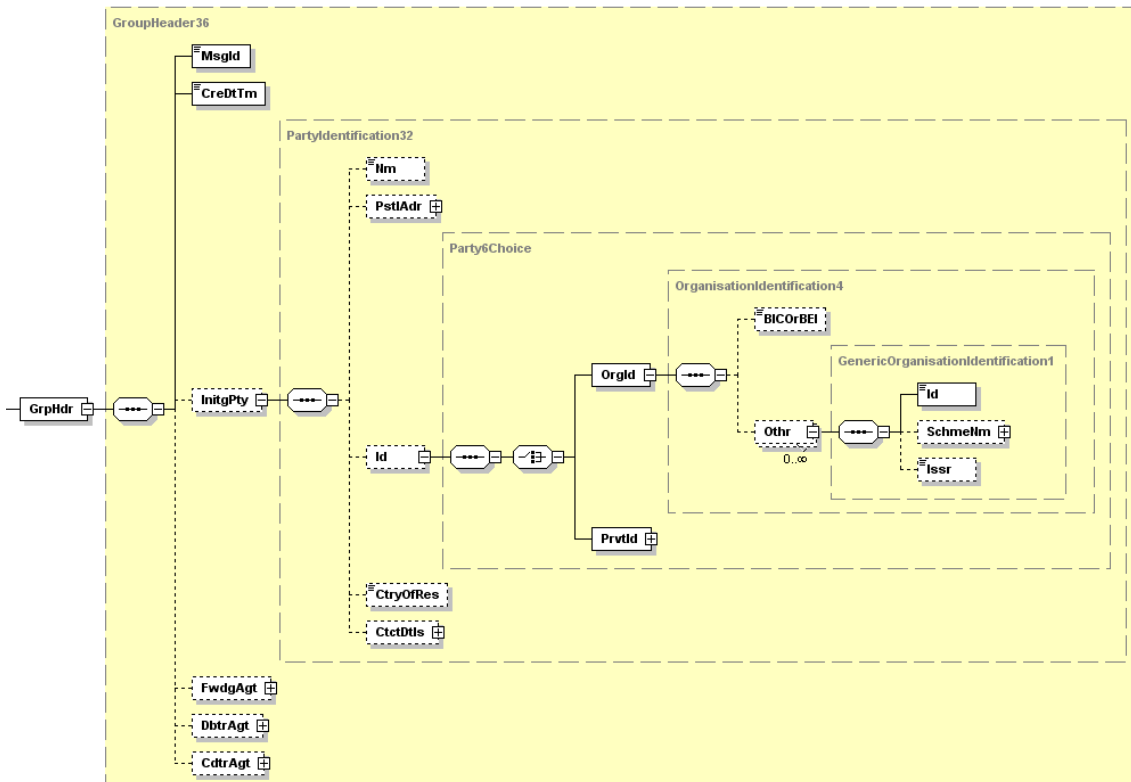 GroupHeader36
MsgId
CreDtTm
PartyIdentification32
Nm
PstlAdr
Party6Choice
OrganisationIdentification4
BICOrBEI
GenericOrganisationIdentification1
OrgId
Id
GrpHdr
InitgPty
Othr
SchmeNm
0..∞
Id
Issr
PrvtId
CtryOfRes
CtctDtls
FwdgAgt
DbtrAgt
CdtrAgt